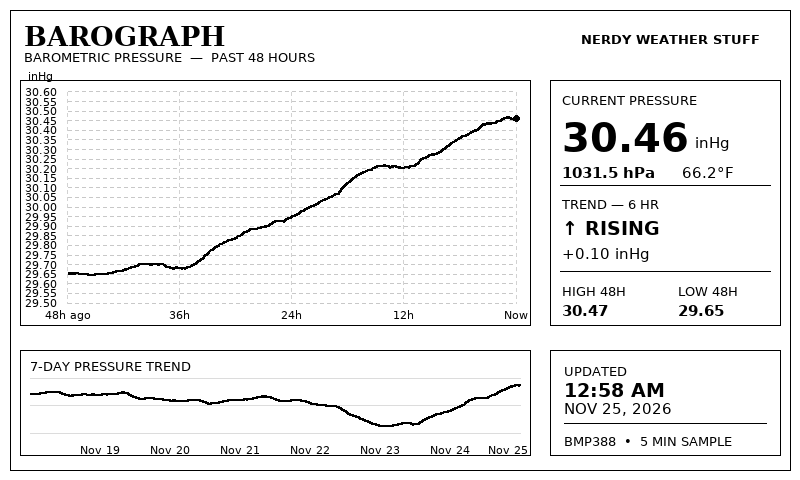 BAROGRAPH
NERDY WEATHER STUFF
BAROMETRIC PRESSURE — PAST 48 HOURS
inHg
30.60
30.55
30.50
30.45
30.40
30.35
30.30
30.25
30.20
30.15
30.10
30.05
30.00
29.95
29.90
29.85
29.80
29.75
29.70
29.65
29.60
29.55
29.50
48h ago 36h 24h 12h Now
CURRENT PRESSURE
30.46 inHg
1031.5 hPa 66.2°F
TREND — 6 HR
↑ RISING
+0.10 inHg
HIGH 48H LOW 48H
30.47 29.65
7-DAY PRESSURE TREND
Nov 19 Nov 20 Nov 21 Nov 22 Nov 23 Nov 24 Nov 25
UPDATED
12:58 AM
NOV 25, 2026
BMP388 • 5 MIN SAMPLE